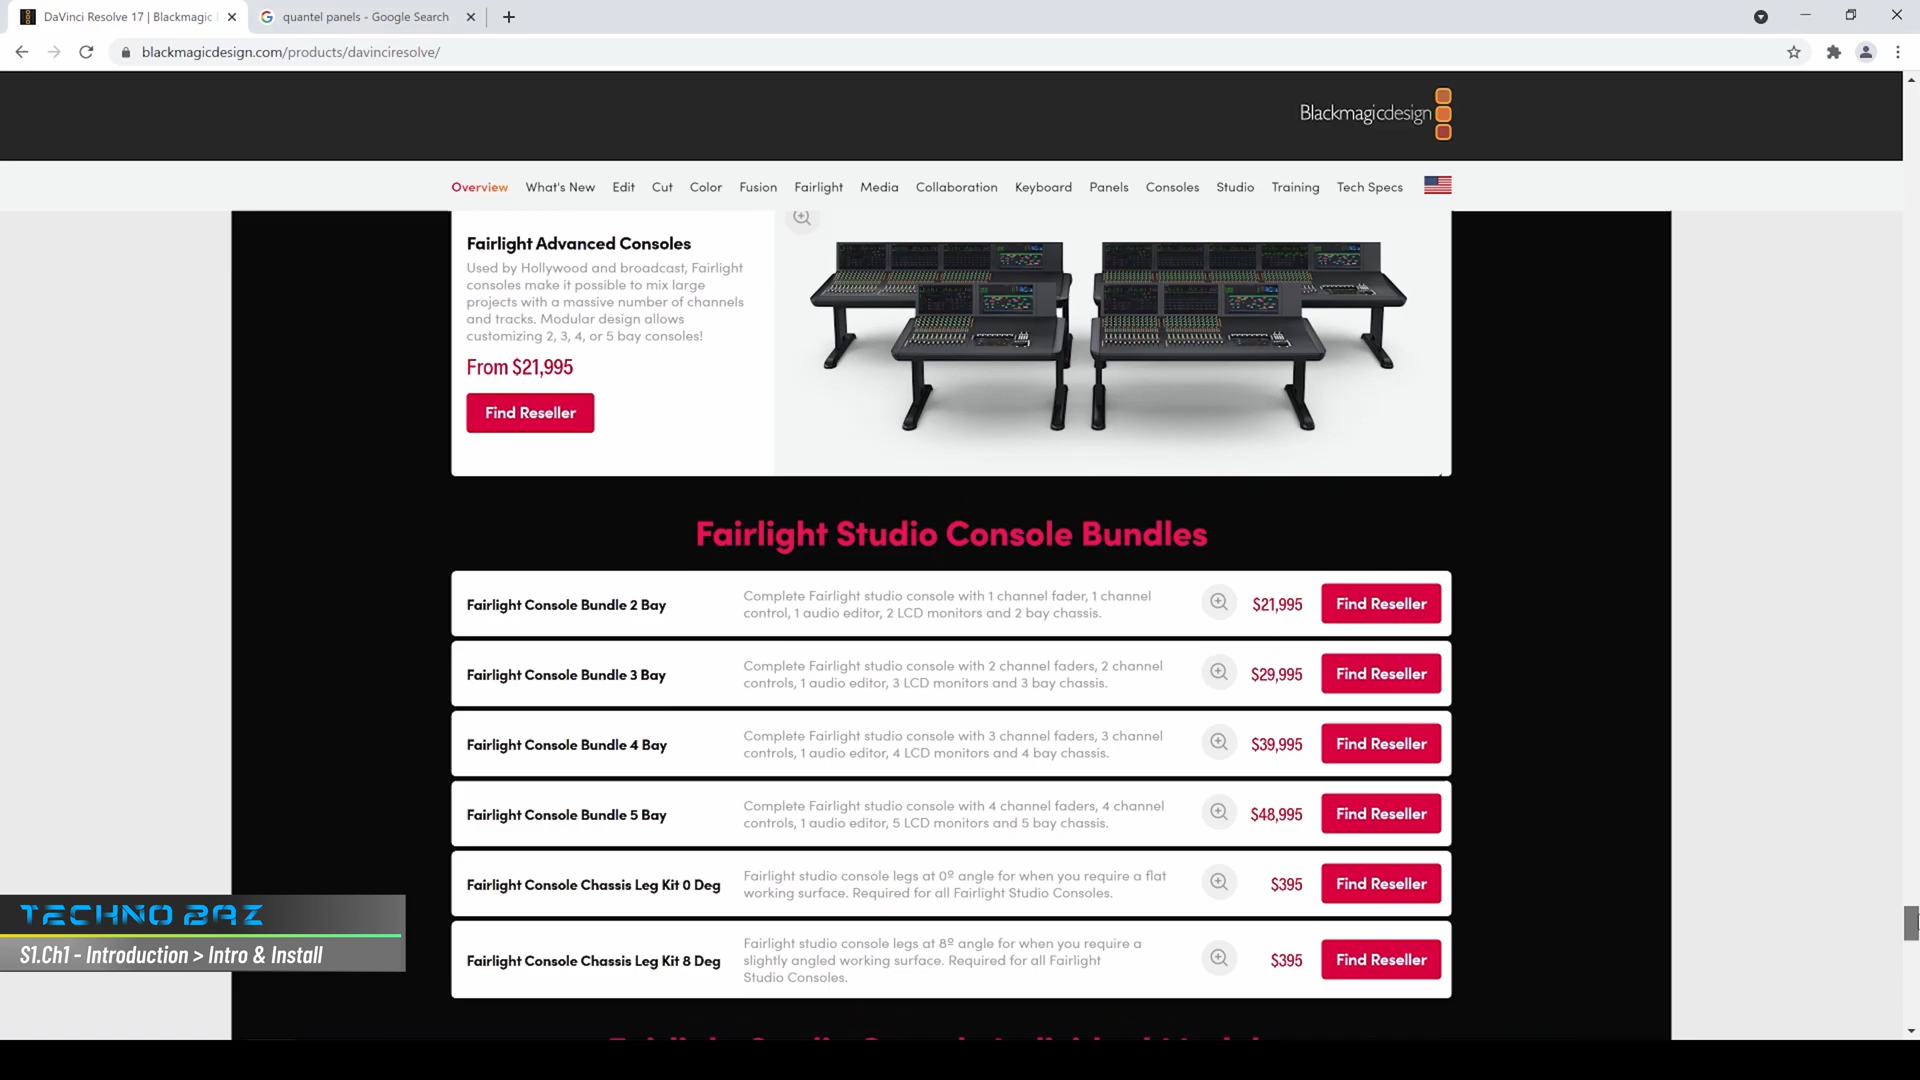 DaVinci Resolve 17 | Blackmagic
quantel panels - Google Search
blackmagicdesign.com/products/davinciresolve/
Blackmagicdesign
Overview What's New Edit Cut Color Fusion Fairlight Media Collaboration Keyboard Panels Consoles Studio Training Tech Specs
Fairlight Advanced Consoles
Used by Hollywood and broadcast, Fairlight
consoles make it possible to mix large
projects with a massive number of channels
and tracks. Modular design allows
customizing 2, 3, 4, or 5 bay consoles!
From $21,995
Find Reseller
Fairlight Studio Console Bundles
Fairlight Console Bundle 2 Bay
Complete Fairlight studio console with 1 channel fader, 1 channel
control, 1 audio editor, 2 LCD monitors and 2 bay chassis.
$21,995
Find Reseller
Fairlight Console Bundle 3 Bay
Complete Fairlight studio console with 2 channel faders, 2 channel
controls, 1 audio editor, 3 LCD monitors and 3 bay chassis.
$29,995
Find Reseller
Fairlight Console Bundle 4 Bay
Complete Fairlight studio console with 3 channel faders, 3 channel
controls, 1 audio editor, 4 LCD monitors and 4 bay chassis.
$39,995
Find Reseller
Fairlight Console Bundle 5 Bay
Complete Fairlight studio console with 4 channel faders, 4 channel
controls, 1 audio editor, 5 LCD monitors and 5 bay chassis.
$48,995
Find Reseller
Fairlight Console Chassis Leg Kit 0 Deg
Fairlight studio console legs at 0º angle for when you require a flat
working surface. Required for all Fairlight Studio Consoles.
$395
Find Reseller
Fairlight Console Chassis Leg Kit 8 Deg
Fairlight studio console legs at 8º angle for when you require a
slightly angled working surface. Required for all Fairlight
Studio Consoles.
$395
Find Reseller
TECHNO BAZ
S1.Ch1 - Introduction > Intro & Install